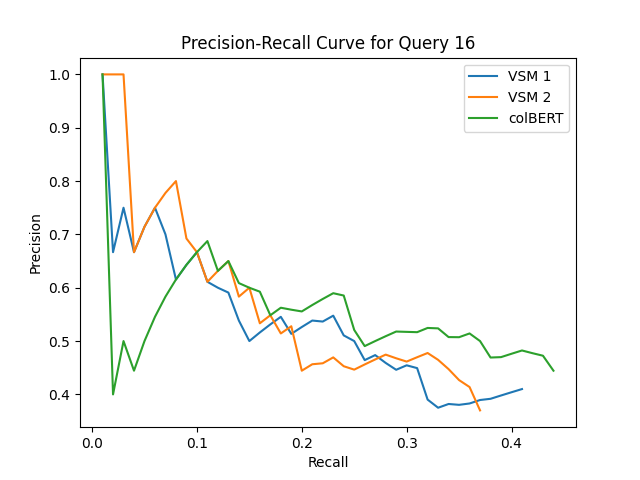 Precision-Recall Curve for Query 16
VSM 1
VSM 2
colBERT
Precision
1.0
0.9
0.8
0.7
0.6
0.5
0.4
0.0 0.1 0.2 0.3 0.4
Recall